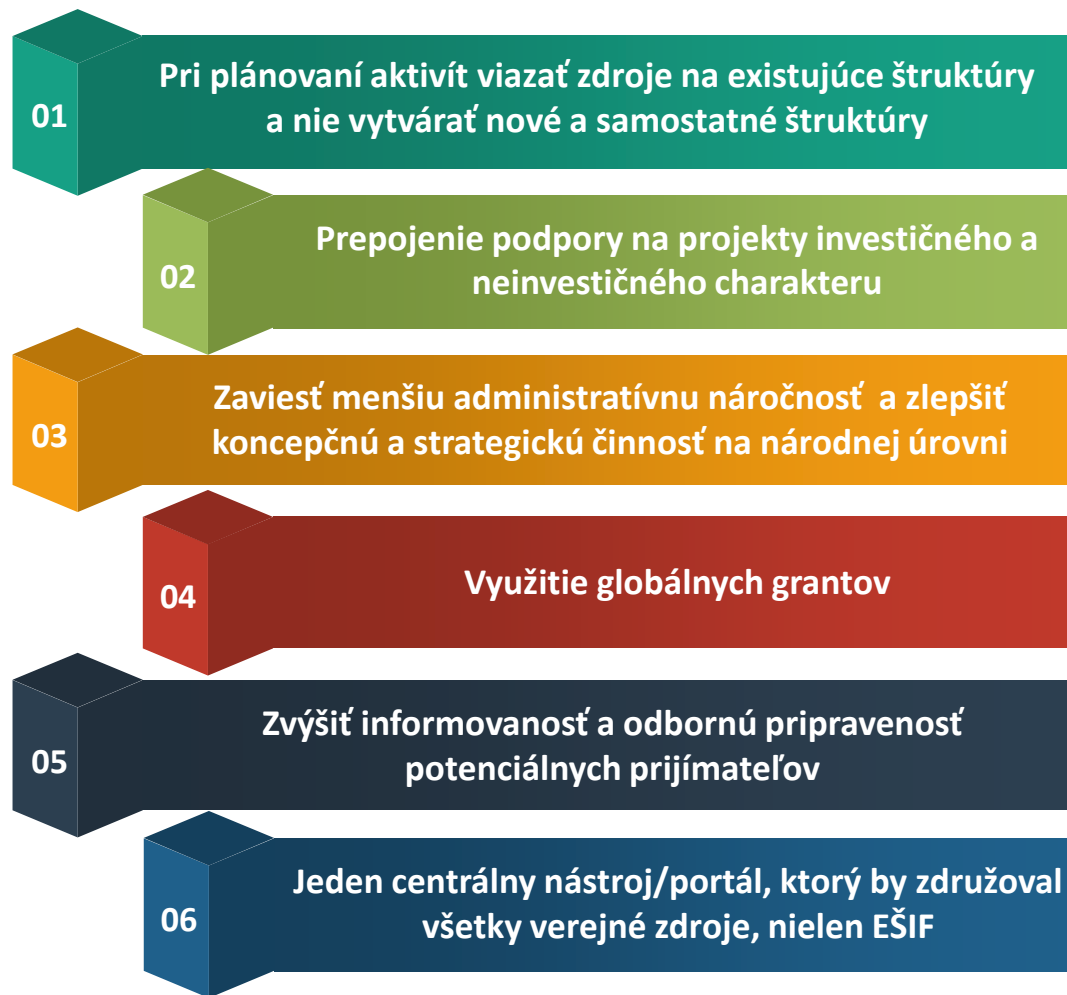 01
Pri plánovaní aktivít viazať zdroje na existujúce štruktúry
a nie vytvárať nové a samostatné štruktúry
02
Prepojenie podpory na projekty investičného a
neinvestičného charakteru
03
Zaviesť menšiu administratívnu náročnosť  a zlepšiť
koncepčnú a strategickú činnosť na národnej úrovni
04
Využitie globálnych grantov
05
Zvýšiť informovanosť a odbornú pripravenosť
potenciálnych prijímateľov
06
Jeden centrálny nástroj/portál, ktorý by združoval
všetky verejné zdroje, nielen EŠIF